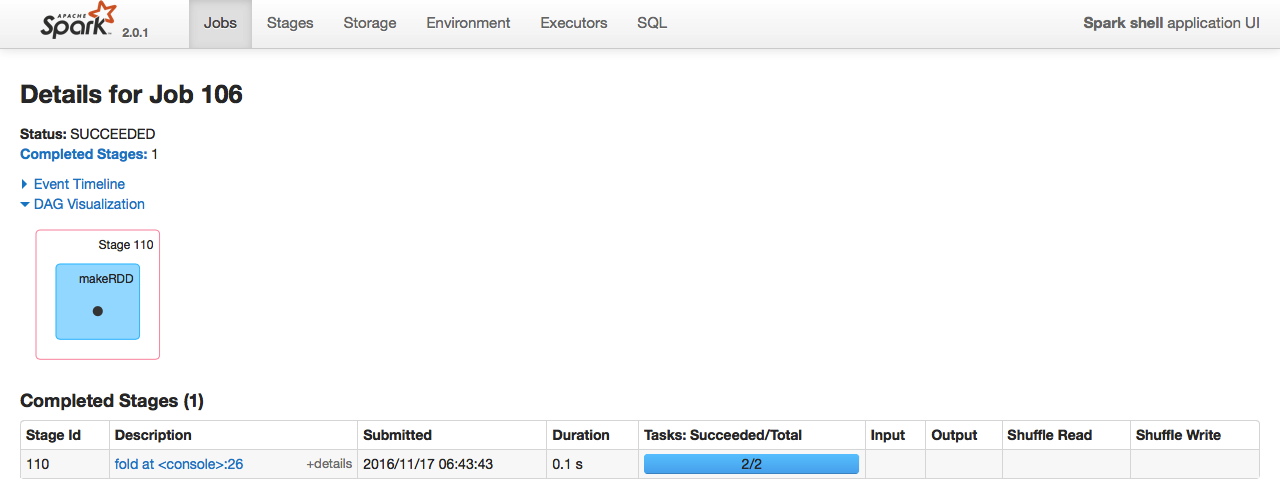 APACHE
Spark 2.0.1 Jobs Stages Storage Environment Executors SQL Spark shell application UI
Details for Job 106
Status: SUCCEEDED
Completed Stages: 1
Event Timeline
DAG Visualization
Stage 110
makeRDD
Completed Stages (1)
Stage Id Description Submitted Duration Tasks: Succeeded/Total Input Output Shuffle Read Shuffle Write
110 fold at <console>:26 +details 2016/11/17 06:43:43 0.1 s 2/2